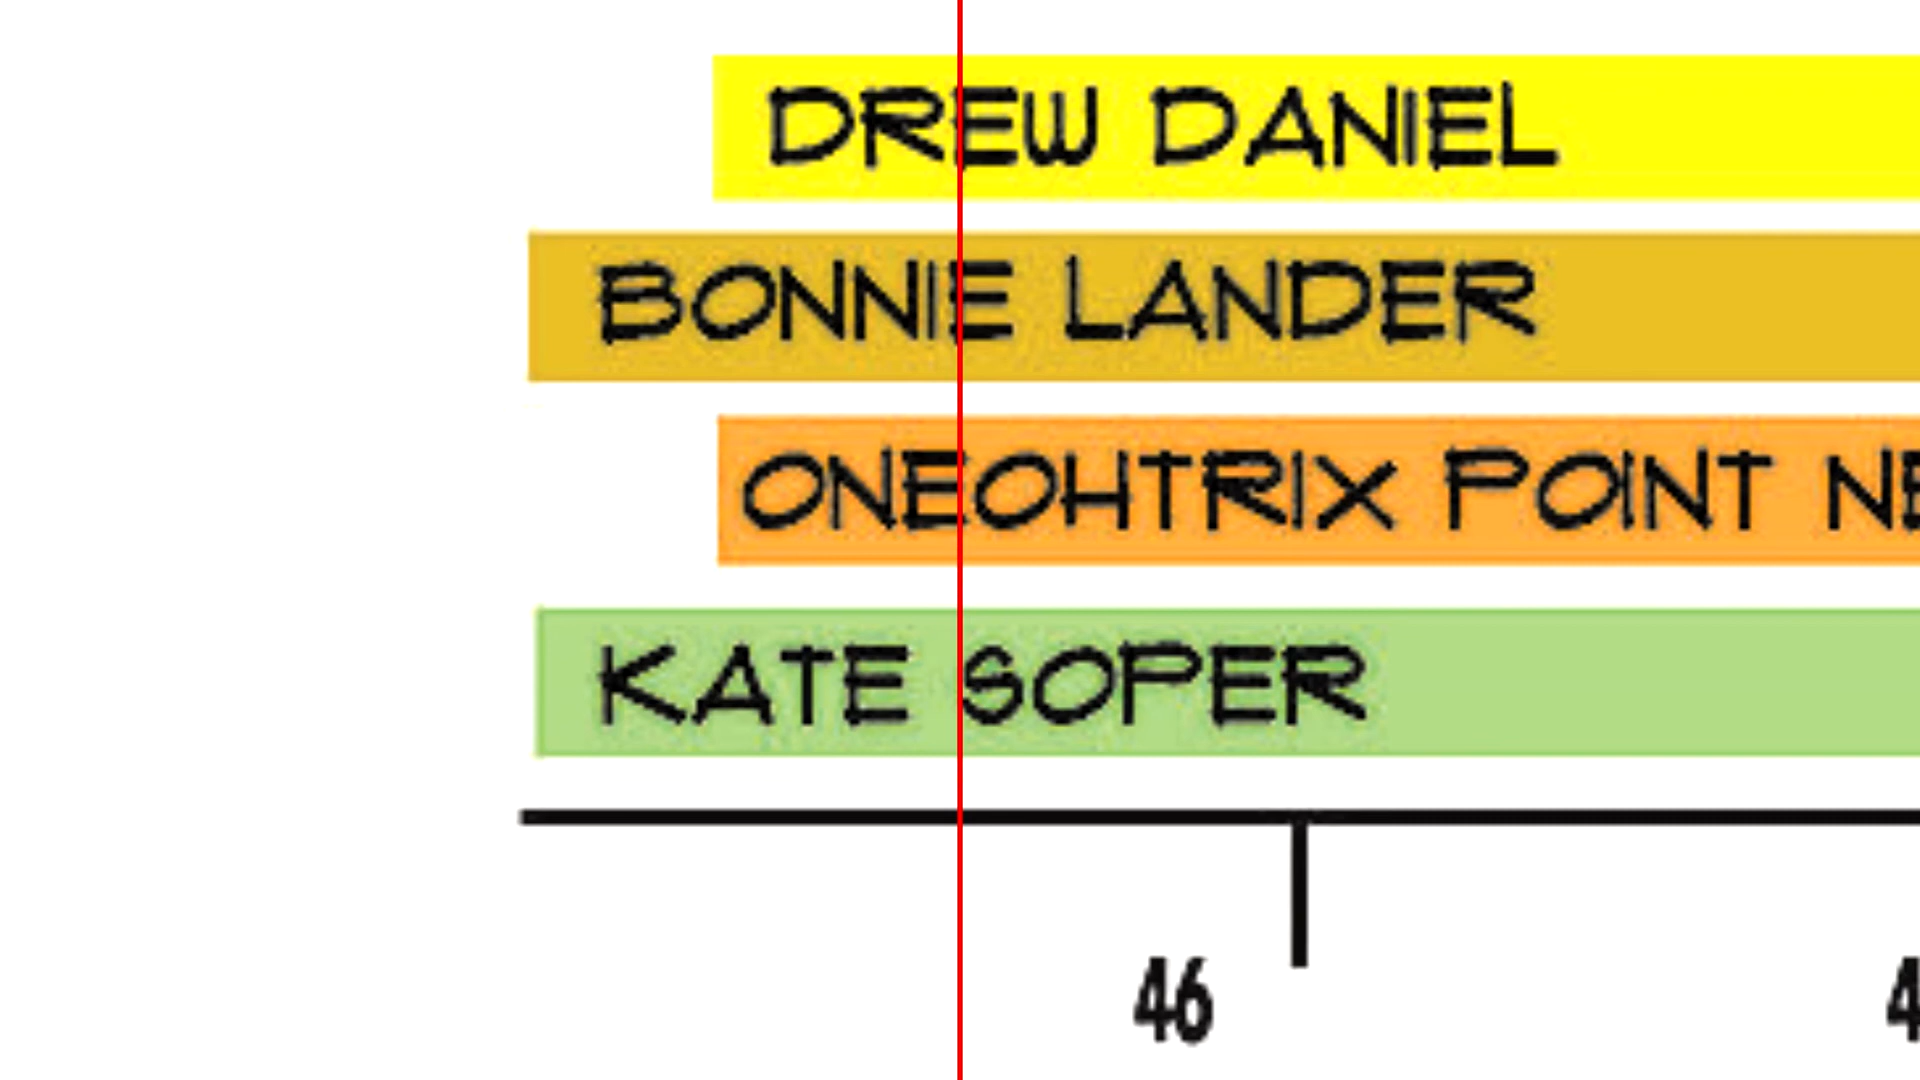 DREW DANIEL
BONNIE LANDER
ONEOHTRIX POINT
KATE SOPER
46